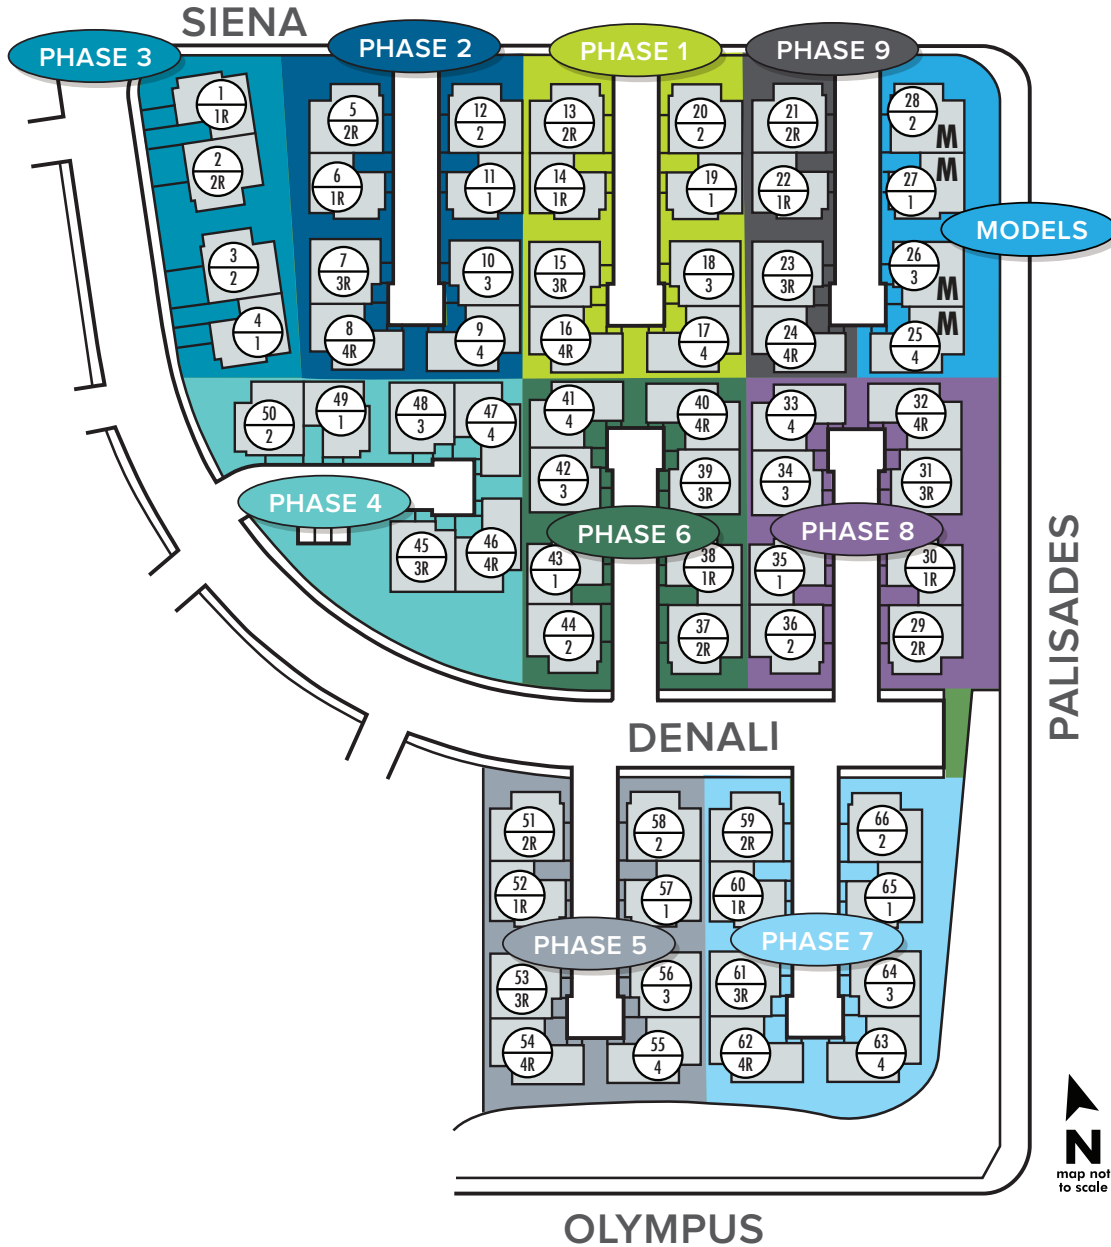 SIENA
PHASE 3
PHASE 2
PHASE 1
PHASE 9
1
1R
2
2R
3
2
4
1
5
2R
6
1R
7
3R
8
4R
12
2
11
1
10
3
9
4
13
2R
14
1R
15
3R
16
4R
20
2
19
1
18
3
17
4
21
2R
22
1R
23
3R
24
4R
28
2
M
M
27
1
MODELS
26
3
M
M
25
4
50
2
49
1
48
3
47
4
PHASE 4
45
3R
46
4R
41
4
42
3
40
4R
39
3R
PHASE 6
43
1
44
2
38
1R
37
2R
33
4
34
3
32
4R
31
3R
PHASE 8
35
1
36
2
30
1R
29
2R
PALISADES
DENALI
51
2R
52
1R
58
2
57
1
PHASE 5
53
3R
54
4R
56
3
55
4
59
2R
60
1R
66
2
65
1
PHASE 7
61
3R
62
4R
64
3
63
4
N
map not
to scale
OLYMPUS